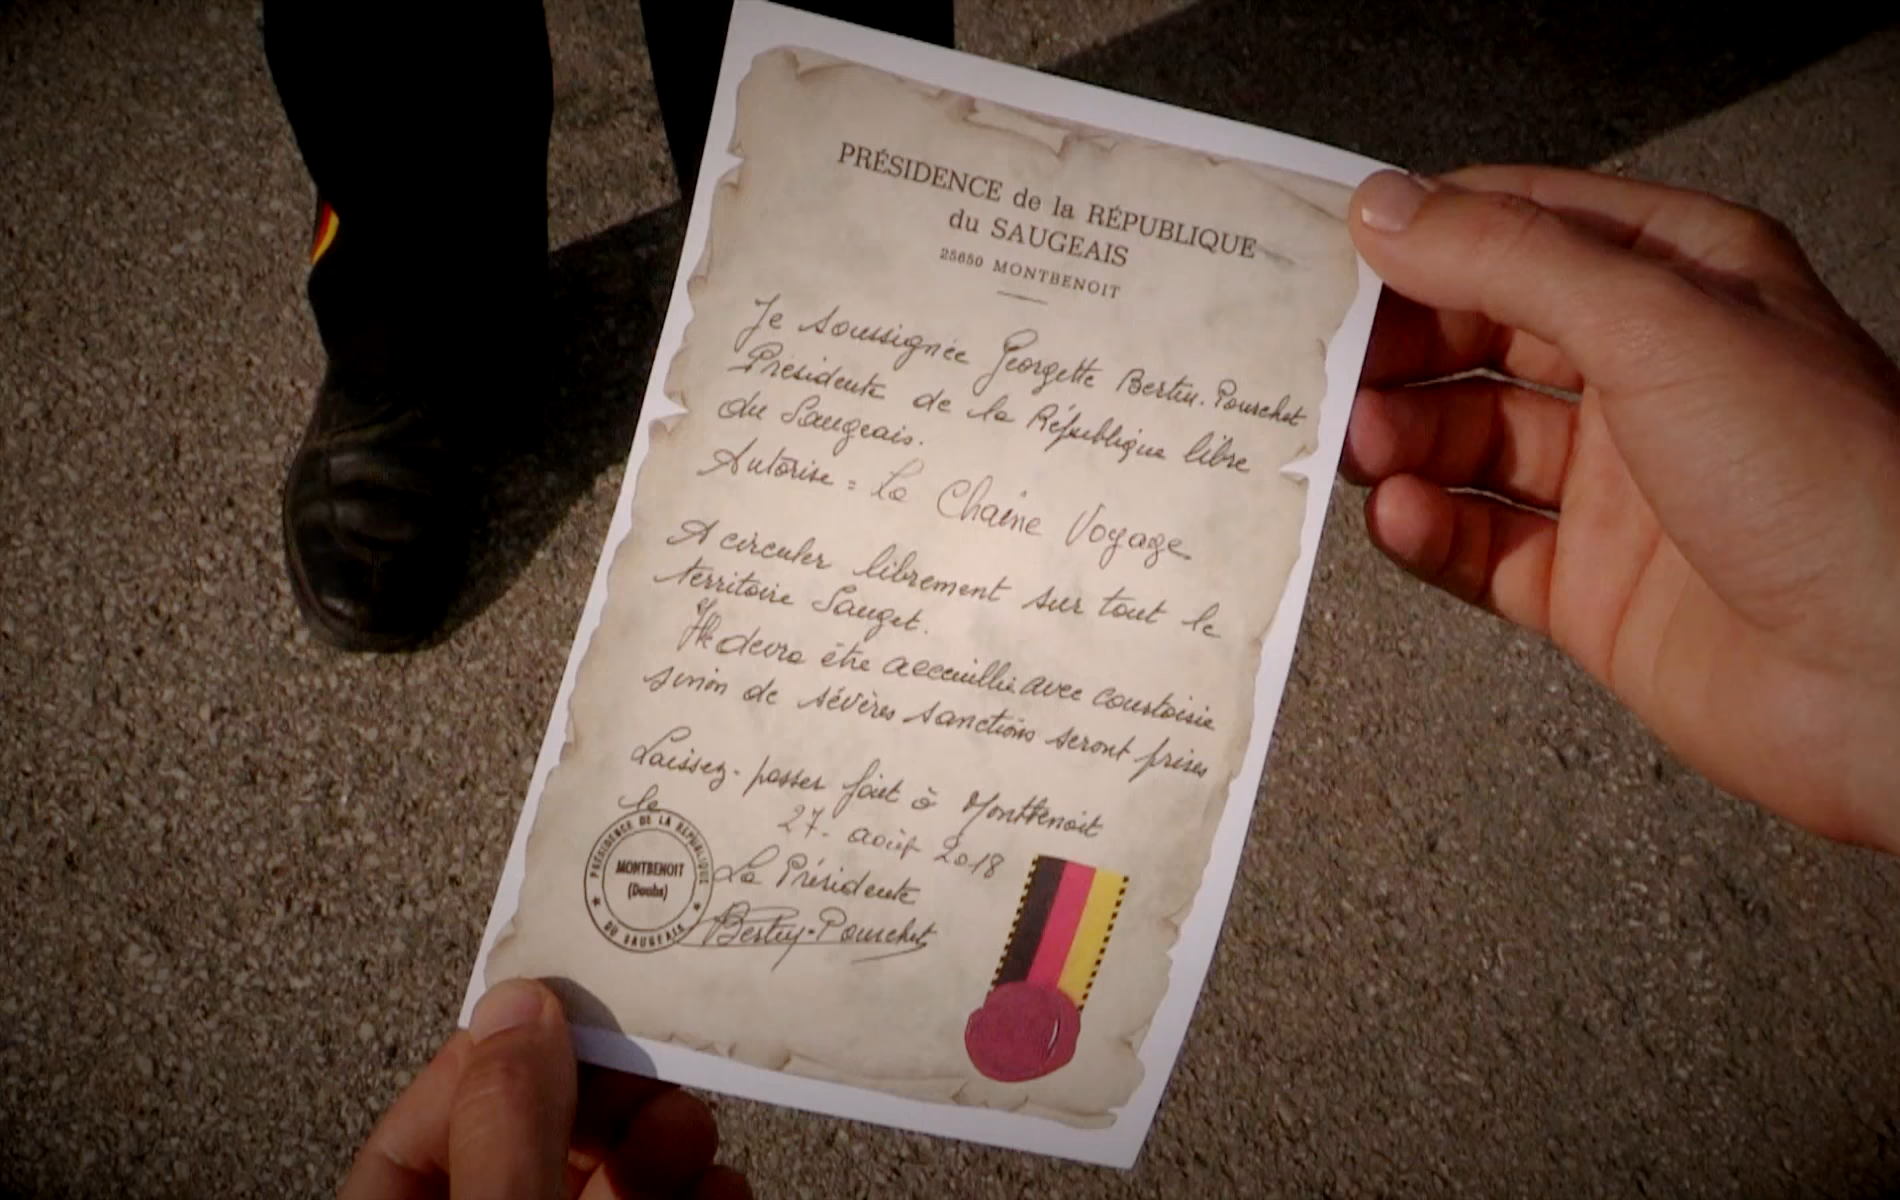 PRÉSIDENCE de la RÉPUBLIQUE
du SAUGEAIS
25650 MONTBENOIT
Je soussignée Georgette Bertin-Pourchet
Présidente de la République libre
du Saugeais.
Autorise = La Chaîne Voyage
A circuler librement sur tout le
territoire Sauget.
devra être accueillie avec courtoisie
sinon de sévères sanctions seront prises
Laissez-passer fait à Montbenoit
le 27- août 2018
La Présidente
Bertin-Pourchet
PRÉSIDENCE DE LA RÉPUBLIQUE
MONTBENOIT
(Doubs)
DU SAUGEAIS